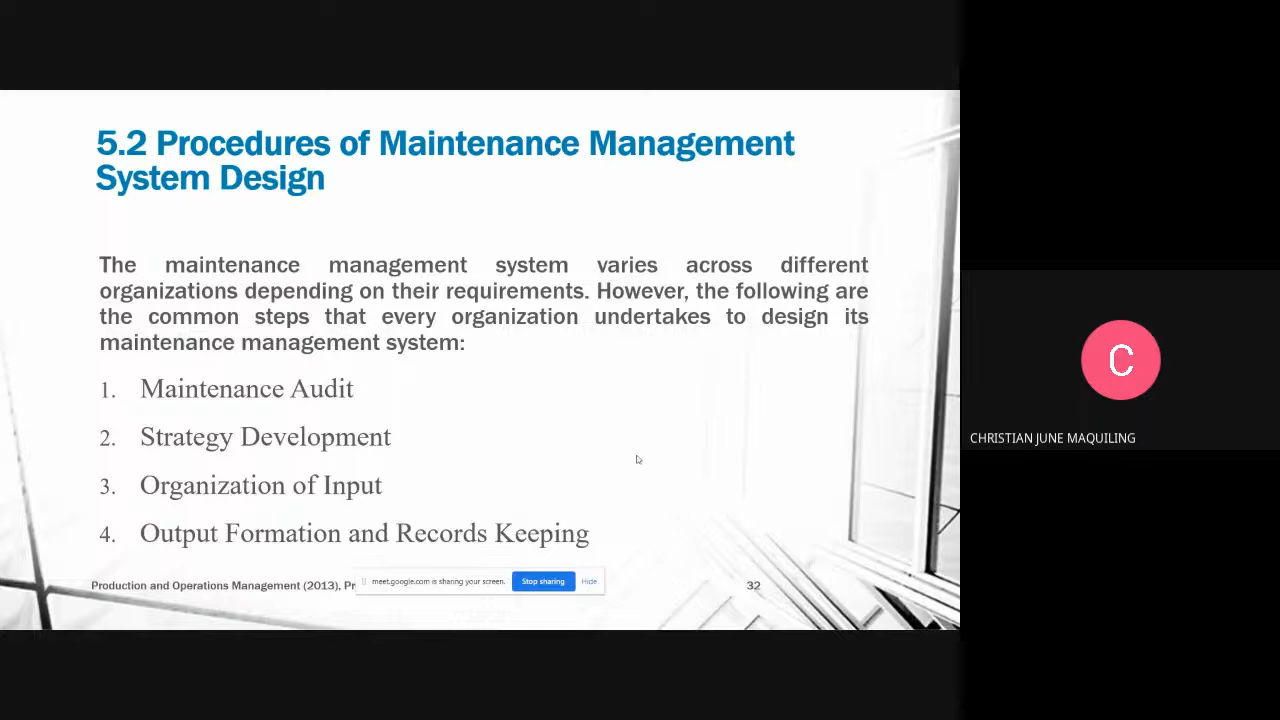 5.2 Procedures of Maintenance Management
System Design
The maintenance management system varies across different
organizations depending on their requirements. However, the following are
the common steps that every organization undertakes to design its
maintenance management system:
1. Maintenance Audit
2. Strategy Development
3. Organization of Input
4. Output Formation and Records Keeping
Production and Operations Management (2013), Pr
meet.google.com is sharing your screen. Stop sharing Hide
32
C
CHRISTIAN JUNE MAQUILING